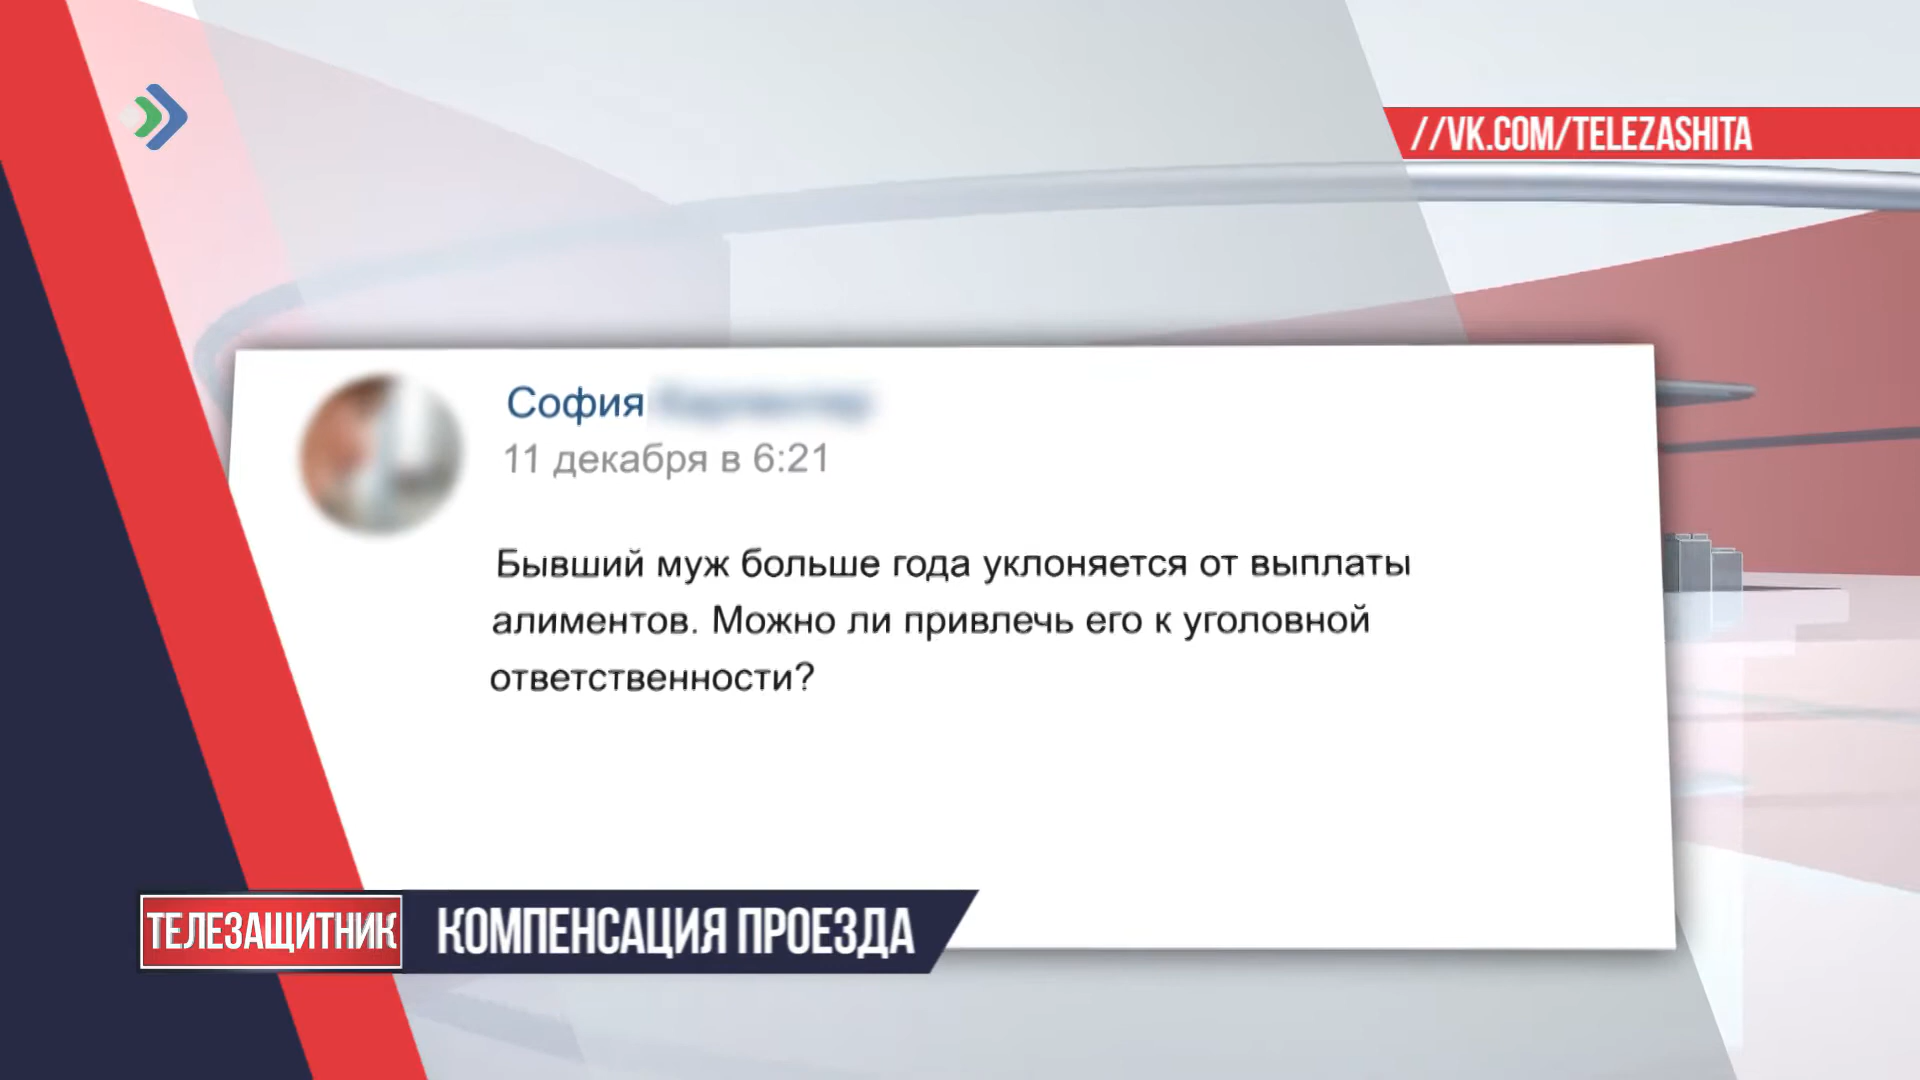 //VK.COM/TELEZASHITA
София
11 декабря в 6:21
Бывший муж больше года уклоняется от выплаты
алиментов. Можно ли привлечь его к уголовной
ответственности?
ТЕЛЕЗАЩИТНИК
КОМПЕНСАЦИЯ ПРОЕЗДА